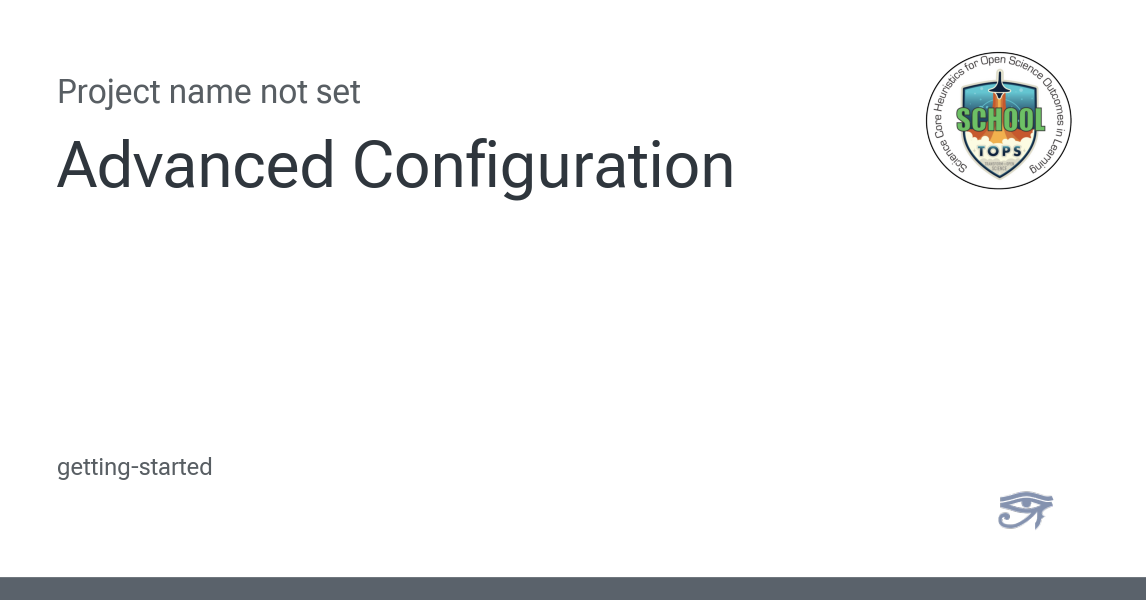 Project name not set
Advanced Configuration
Science Core Heuristics for Open Science Outcomes in Learning
SCHOOL
TOPS
getting-started